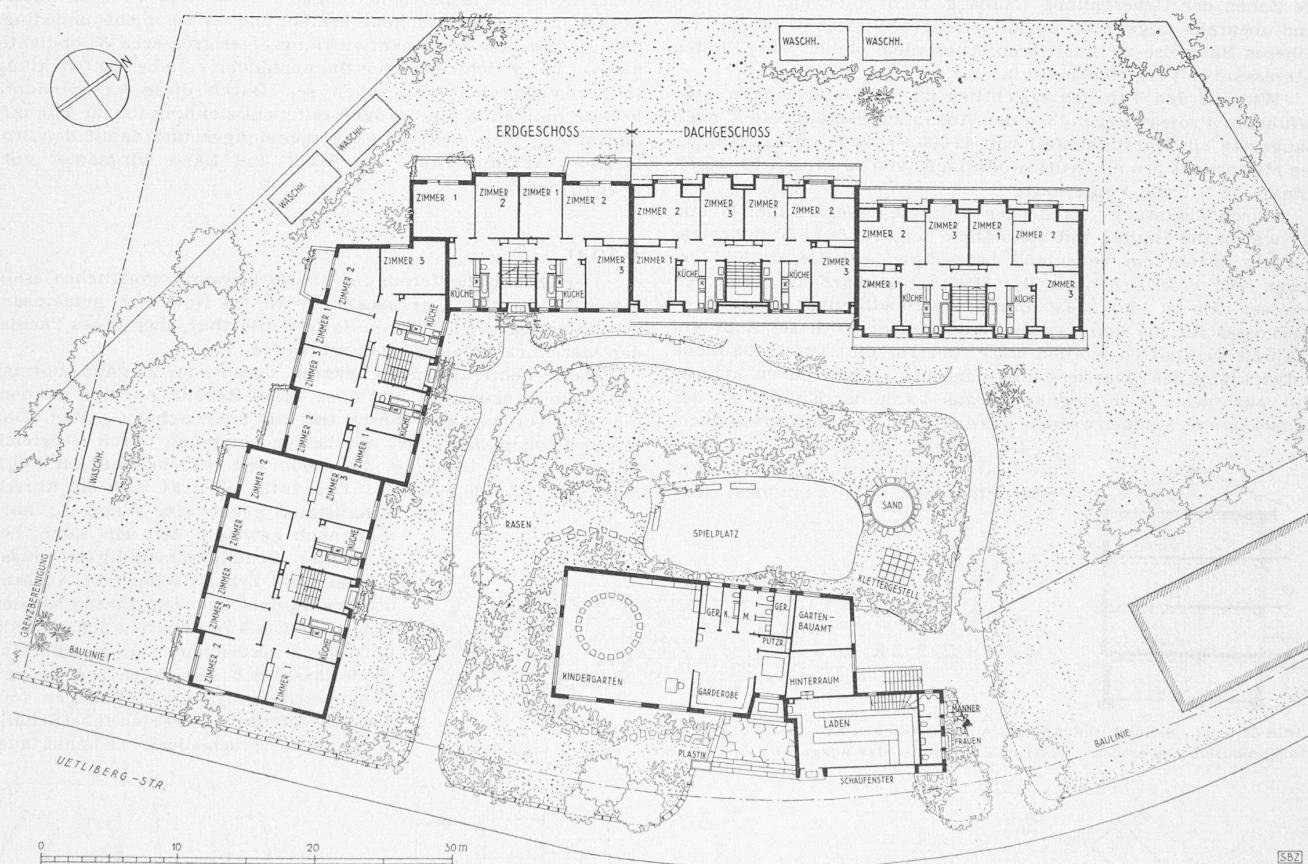 WASCHH.
WASCHH.
N
WASCHH.
WASCHH.
WASCHH.
ERDGESCHOSS
DACHGESCHOSS
ZIMMER 1
ZIMMER 2
ZIMMER 1
ZIMMER 2
ZIMMER 3
KÜCHE
KÜCHE
ZIMMER 2
ZIMMER 3
ZIMMER 1
ZIMMER 2
ZIMMER 1
KÜCHE
KÜCHE
ZIMMER 3
ZIMMER 2
ZIMMER 3
ZIMMER 1
ZIMMER 2
ZIMMER 1
KÜCHE
KÜCHE
ZIMMER 3
ZIMMER 3
ZIMMER 2
ZIMMER 1
KÜCHE
ZIMMER 3
ZIMMER 2
ZIMMER 1
KÜCHE
ZIMMER 2
ZIMMER 3
ZIMMER 1
KÜCHE
ZIMMER 4
ZIMMER 3
KÜCHE
ZIMMER 2
ZIMMER 1
RASEN
SPIELPLATZ
SAND
KLETTERGESTELL
KINDERGARTEN
GER.
K.
M.
GER.
PUTZR.
GARTEN-
BAUAMT
HINTERRAUM
GARDEROBE
LADEN
MÄNNER
FRAUEN
PLASTIK
SCHAUFENSTER
BAULINIE
GRENZBEREINIGUNG
BAULINIE
UETLIBERG-STR.
0 10 20 30 m
SBZ